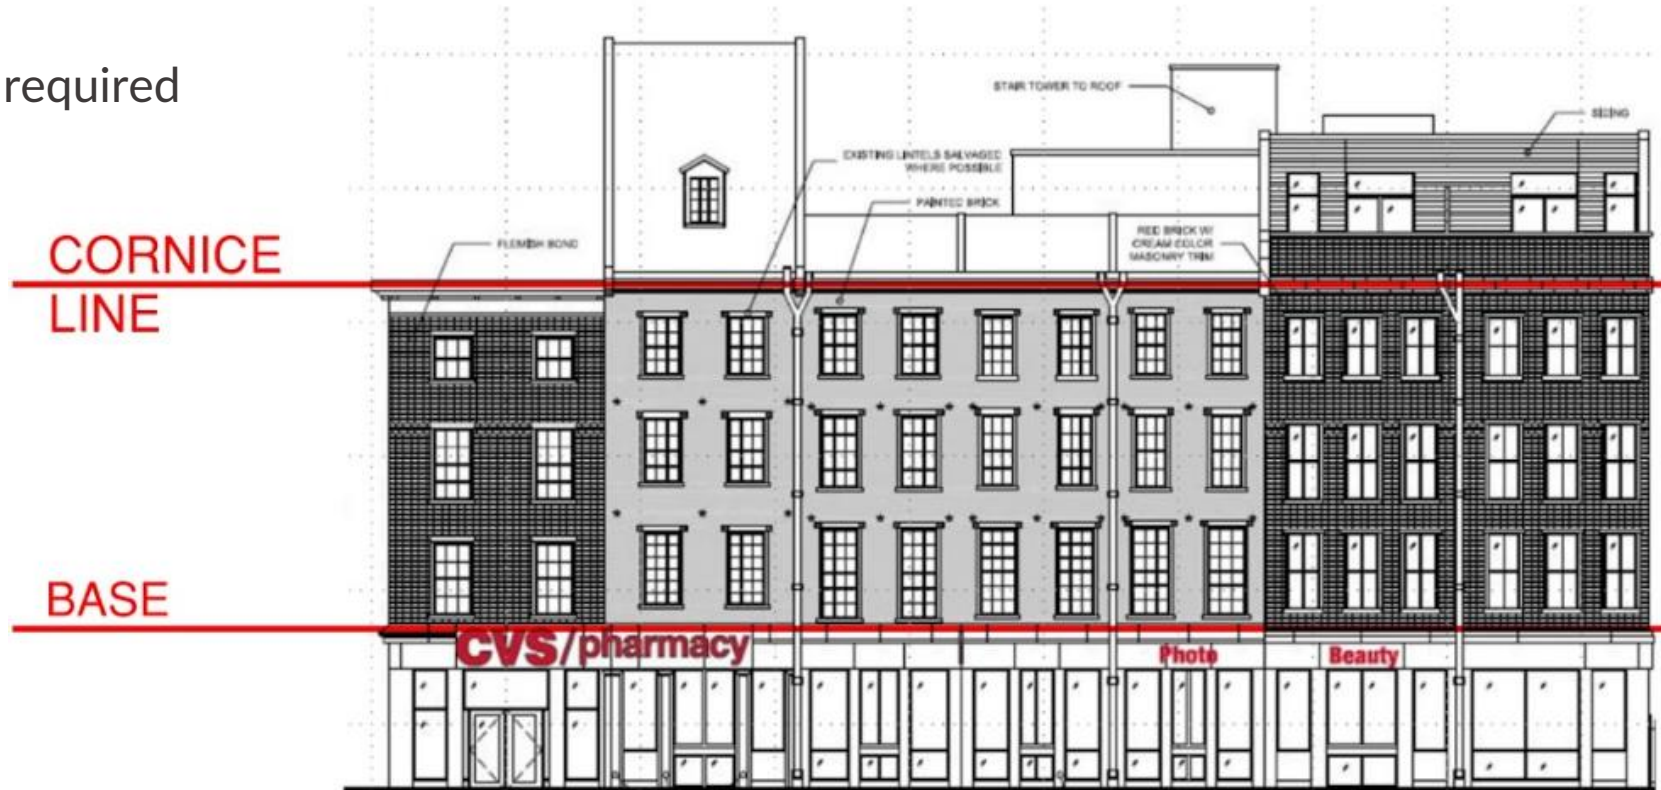 required
STAIR TOWER TO ROOF
SIDING
EXISTING LINTELS SALVAGED
WHERE POSSIBLE
PAINTED BRICK
FLEMISH BOND
RED BRICK W/
CREAM COLOR
MASONRY TRIM
CORNICE
LINE
BASE
CVS/pharmacy
Photo
Beauty